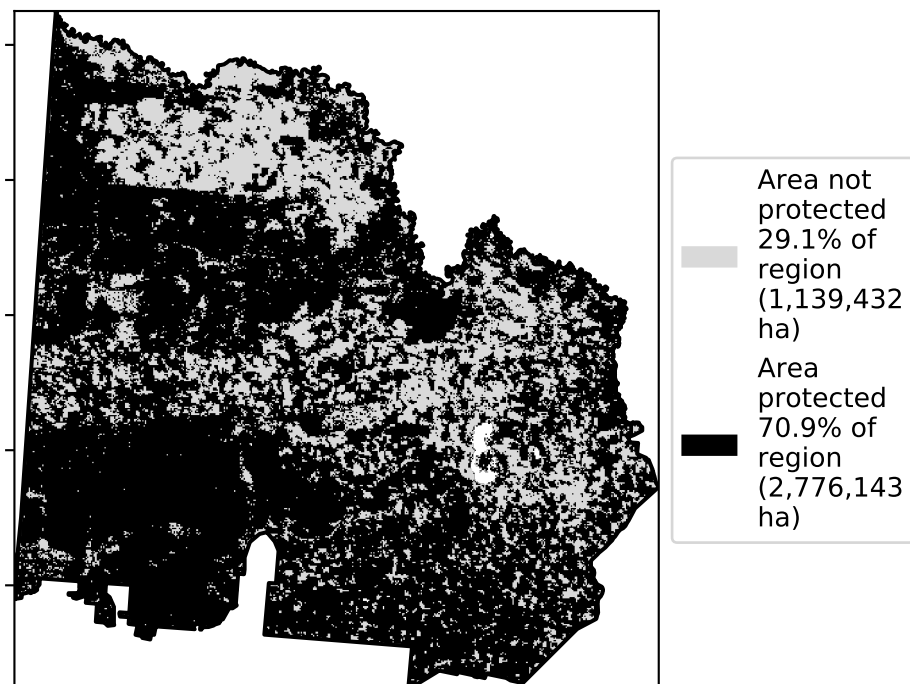 Area not
protected
29.1% of
region
(1,139,432
ha)
Area
protected
70.9% of
region
(2,776,143
ha)